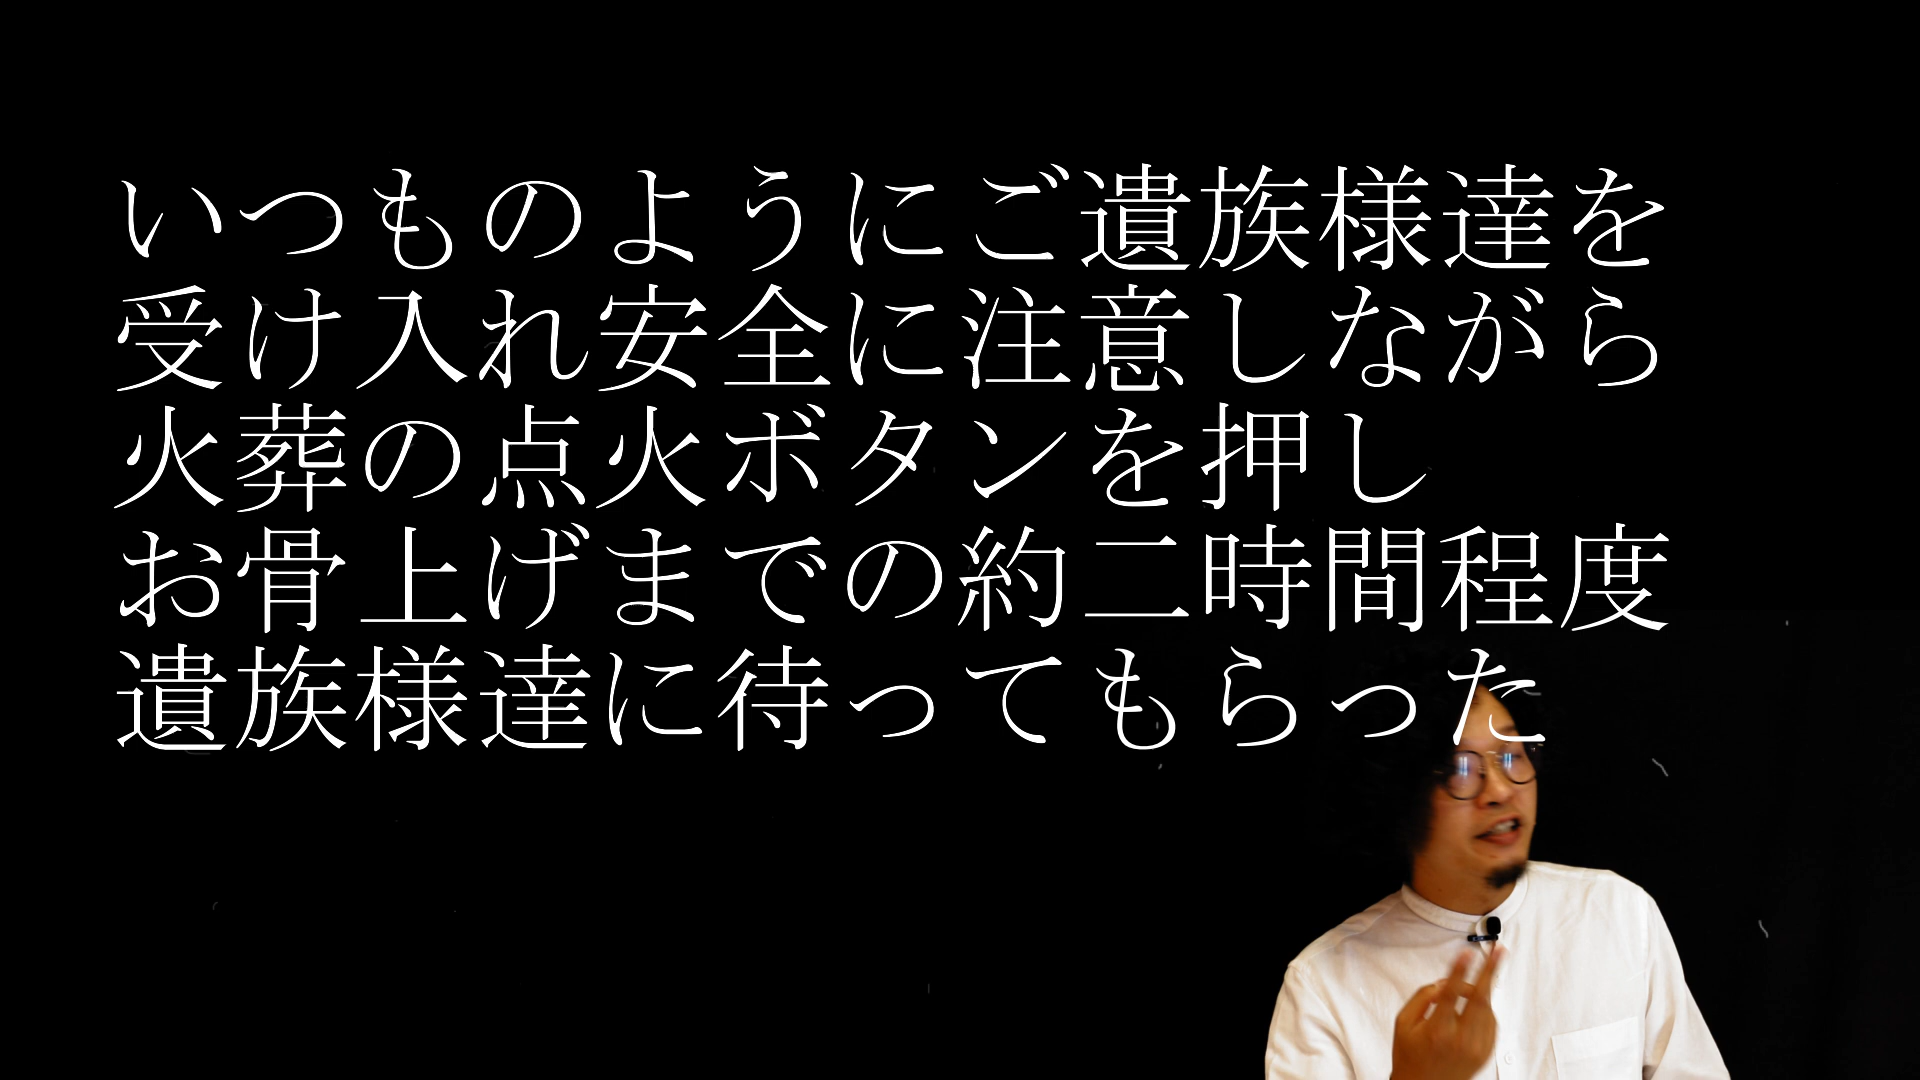 いつものようにご遺族様達を
受け入れ安全に注意しながら
火葬の点火ボタンを押し
お骨上げまでの約二時間程度
遺族様達に待ってもらった